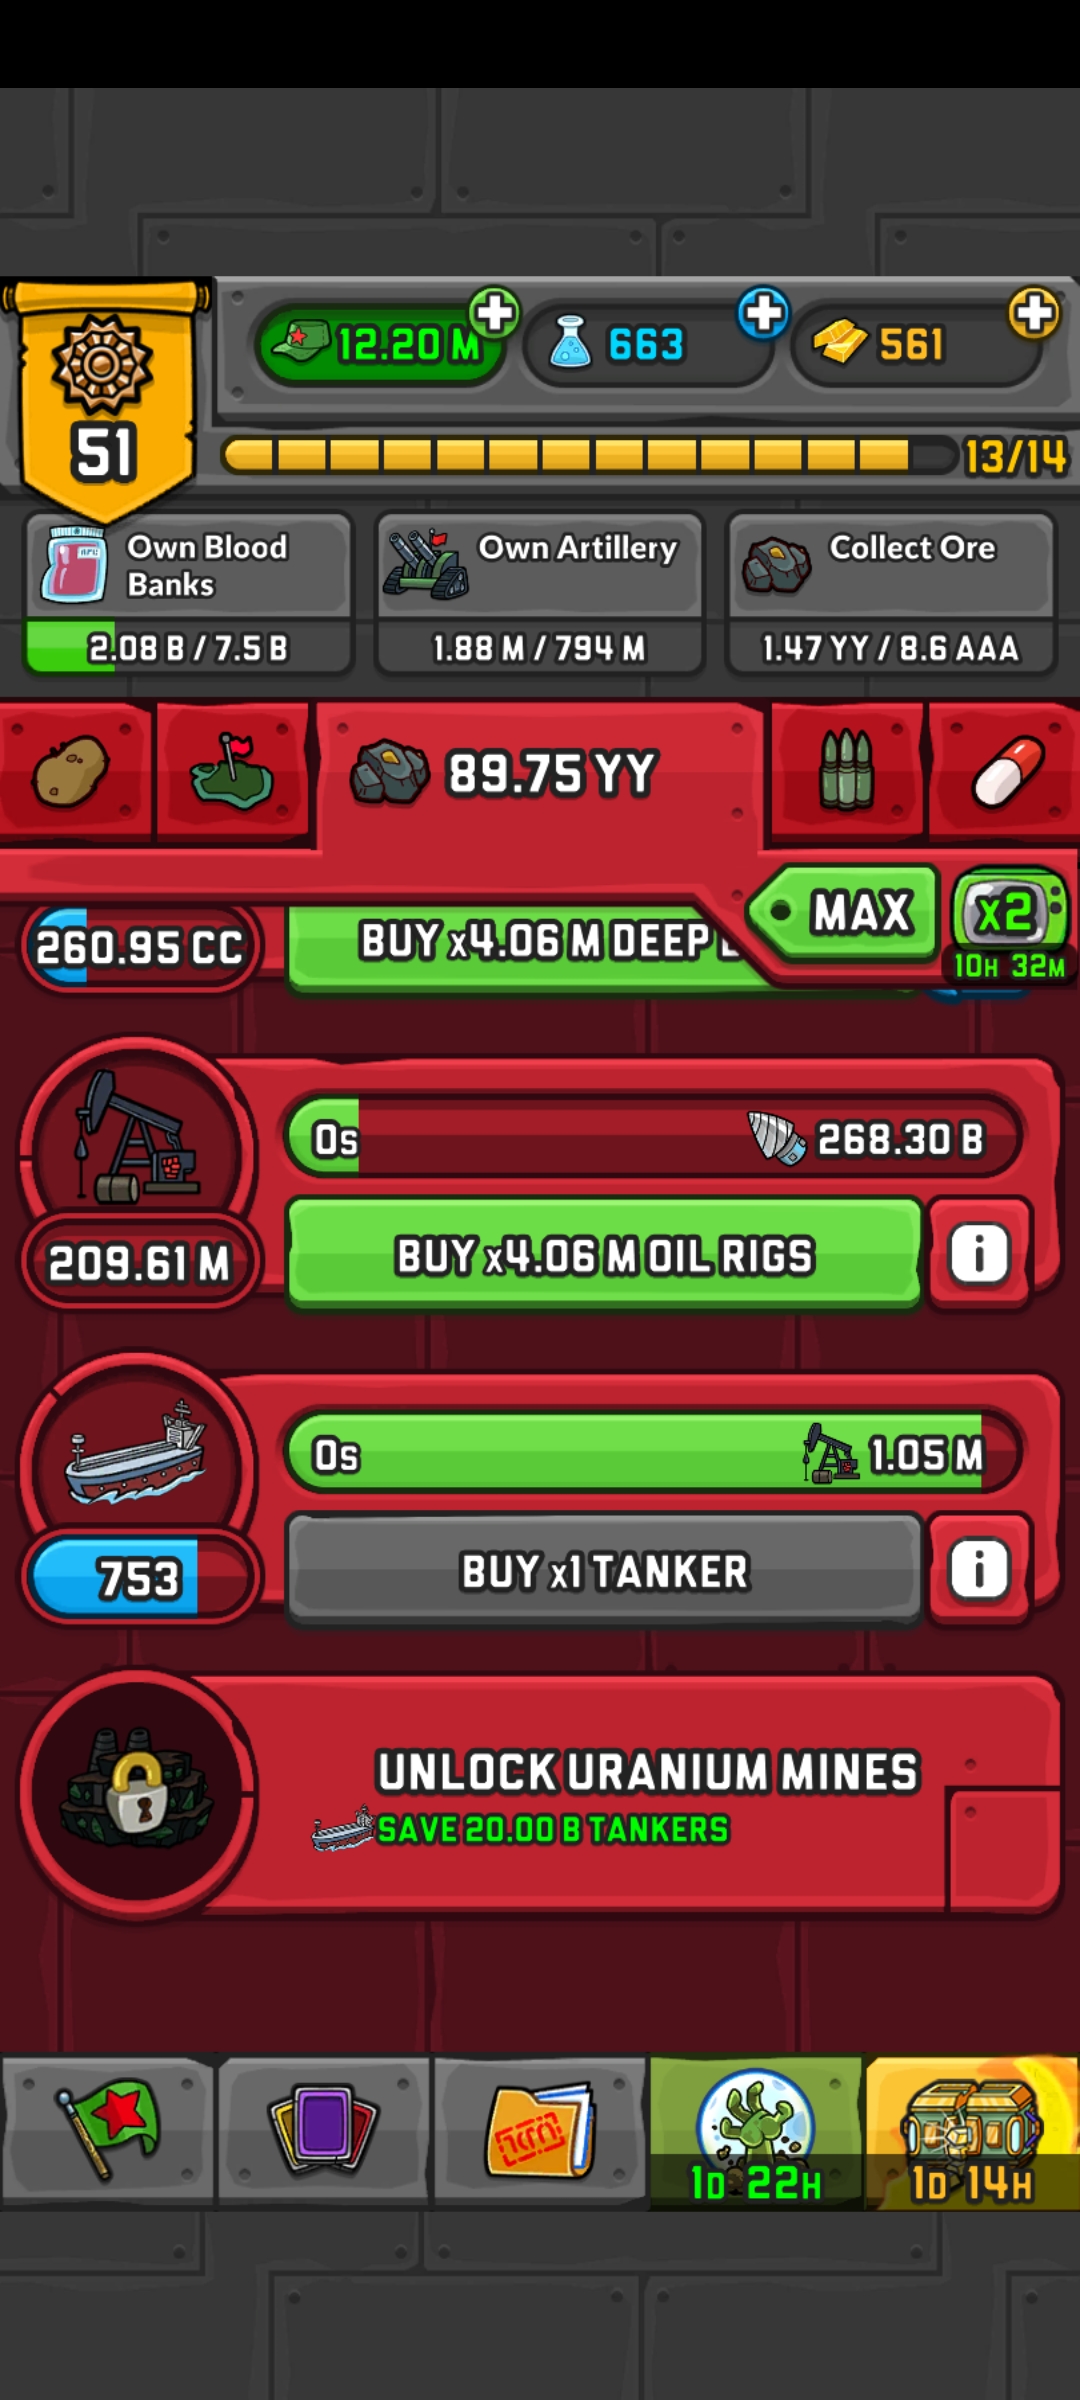 12.20 M
663
561
51
13/14
Own Blood
Banks
2.08 B / 7.5 B
Own Artillery
1.88 M / 794 M
Collect Ore
1.47 YY / 8.6 AAA
89.75 YY
MAX
x2
10H 32M
260.95 CC
BUY x4.06 M DEEP
0s
268.30 B
209.61 M
BUY x4.06 M OIL RIGS
i
0s
1.05 M
753
BUY x1 TANKER
i
UNLOCK URANIUM MINES
SAVE 20.00 B TANKERS
1D 22H
1D 14H